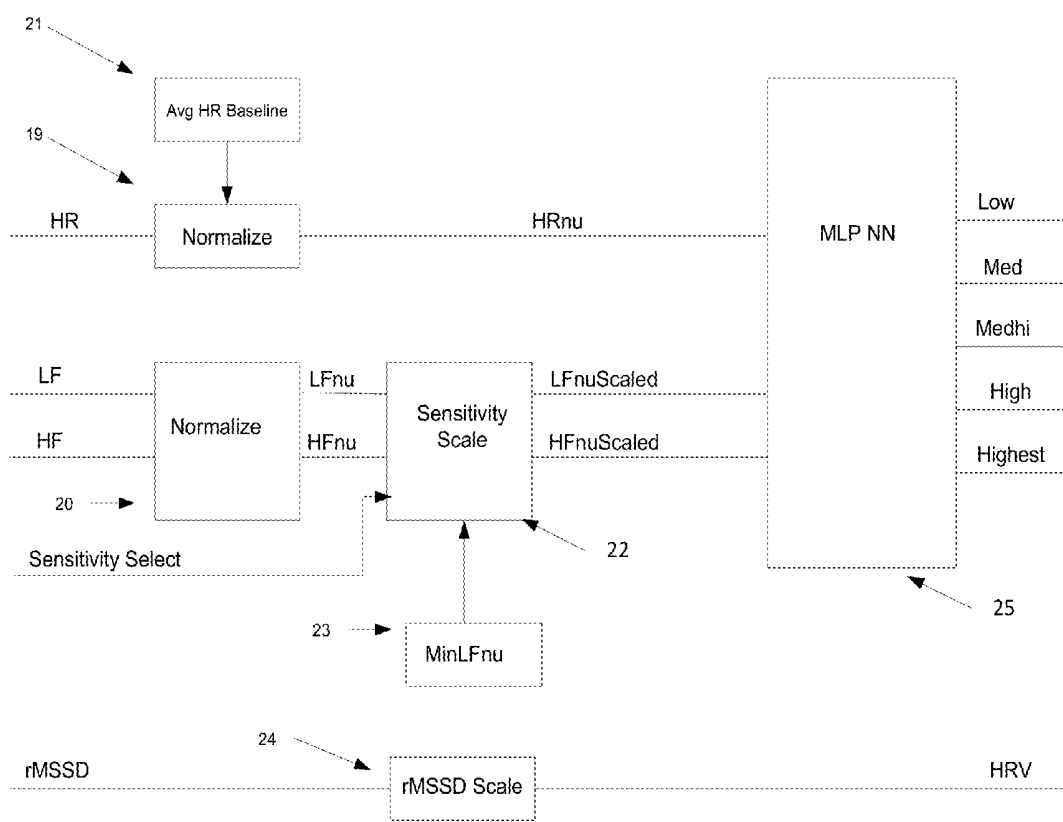 21
Avg HR Baseline
19
HR
Normalize
HRnu
MLP NN
Low
Med
Medhi
High
Highest
LF
HF
Normalize
LFnu
HFnu
Sensitivity
Scale
LFnuScaled
HFnuScaled
20
Sensitivity Select
22
25
23
MinLFnu
24
rMSSD
rMSSD Scale
HRV